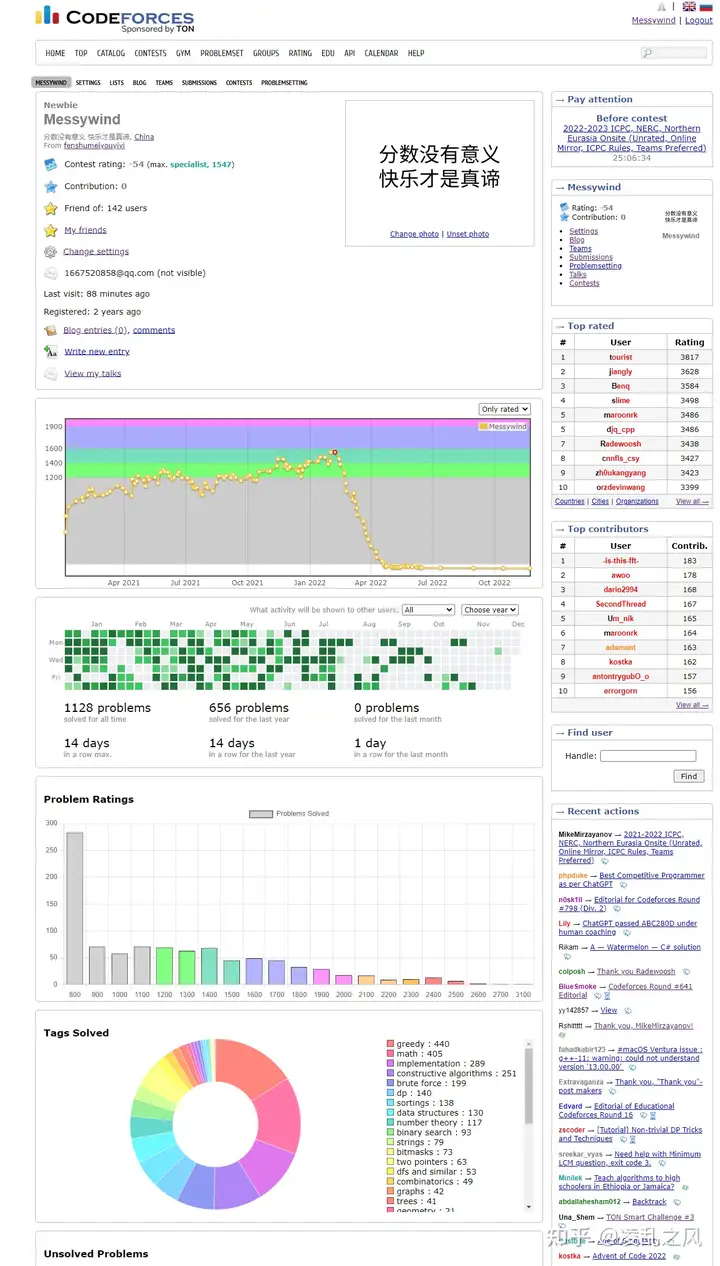 CODEFORCES
Sponsored by TON
Messywind | Logout
HOME TOP CATALOG CONTESTS GYM PROBLEMSET GROUPS RATING EDU API CALENDAR HELP
MESSYWIND SETTINGS LISTS BLOG TEAMS SUBMISSIONS CONTESTS PROBLEMSETTING
Newbie
Messywind
分数没有意义 快乐才是真谛, China
From fenshumeiyouyiyi
Contest rating: -54 (max. specialist, 1547)
Contribution: 0
Friend of: 142 users
My friends
Change settings
1667520858@qq.com (not visible)
Last visit: 88 minutes ago
Registered: 2 years ago
Blog entries (0), comments
Write new entry
View my talks
分数没有意义
快乐才是真谛
Change photo | Unset photo
Only rated
Messywind
1900
1600
1400
1200
Apr 2021 Jul 2021 Oct 2021 Jan 2022 Apr 2022 Jul 2022 Oct 2022
What activity will be shown to other users: All Choose year
Jan Feb Mar Apr May Jun Jul Aug Sep Oct Nov Dec
Mon
Wed
Fri
1128 problems 656 problems 0 problems
solved for all time solved for the last year solved for the last month
14 days 14 days 1 day
in a row max. in a row for the last year in a row for the last month
Problem Ratings
Problems Solved
300
250
200
150
100
50
0
800 900 1000 1100 1200 1300 1400 1500 1600 1700 1800 1900 2000 2100 2200 2300 2400 2500 2600 2700 3100
Tags Solved
greedy : 440
math : 405
implementation : 289
constructive algorithms : 251
brute force : 199
dp : 140
sortings : 138
data structures : 130
number theory : 117
binary search : 93
strings : 79
bitmasks : 73
two pointers : 63
dfs and similar : 53
combinatorics : 49
graphs : 42
trees : 41
geometry : 21
Unsolved Problems
→ Pay attention
Before contest
2022-2023 ICPC, NERC, Northern
Eurasia Onsite (Unrated, Online
Mirror, ICPC Rules, Teams Preferred)
25:06:34
→ Messywind
Rating: -54
Contribution: 0
Settings
Blog
Teams
Submissions
Problemsetting
Talks
Contests
分数没有意义
快乐才是真谛
Messywind
→ Top rated
# User Rating
1 tourist 3817
2 jiangly 3628
3 Benq 3584
4 slime 3498
5 maroonrk 3486
5 djq_cpp 3486
7 Radewoosh 3438
8 cnnfls_csy 3427
9 zh0ukangyang 3423
10 orzdevinwang 3399
Countries | Cities | Organizations View all →
→ Top contributors
# User Contrib.
1 -is-this-fft- 183
2 awoo 178
3 dario2994 168
4 SecondThread 167
5 Um_nik 165
6 maroonrk 164
7 adamant 163
8 kostka 162
9 antontrygubO_o 157
10 errorgorn 156
View all →
→ Find user
Handle:
Find
→ Recent actions
MikeMirzayanov → 2021-2022 ICPC,
NERC, Northern Eurasia Onsite (Unrated,
Online Mirror, ICPC Rules, Teams
Preferred)
phpduke → Best Competitive Programmer
as per ChatGPT
n0sk1ll → Editorial for Codeforces Round
#798 (Div. 2)
Lily → ChatGPT passed ABC280D under
human coaching
Rikam → A — Watermelon — C# solution
colposh → Thank you Radewoosh
BlueSmoke → Codeforces Round #641
Editorial
yy142857 → View
Rshittttt → Thank you, MikeMirzayanov!
fahadkabir123 → #macOS Ventura issue :
g++-11: warning: could not understand
version '13.00.00'
Extravaganza → Thank you, "Thank you"-
post makers
Edvard → Editorial of Educational
Codeforces Round 16
zscoder → [Tutorial] Non-trivial DP Tricks
and Techniques
sreekar_vyas → Need help with Minimum
LCM question, exit code 3.
Minilek → Teach algorithms to high
schoolers in Ethiopia or Jamaica?
abdallahesham012 → Backtrack
Una_Shem → TON Smart Challenge #3
kostka → Advent of Code 2022
知乎 @凌乱之风